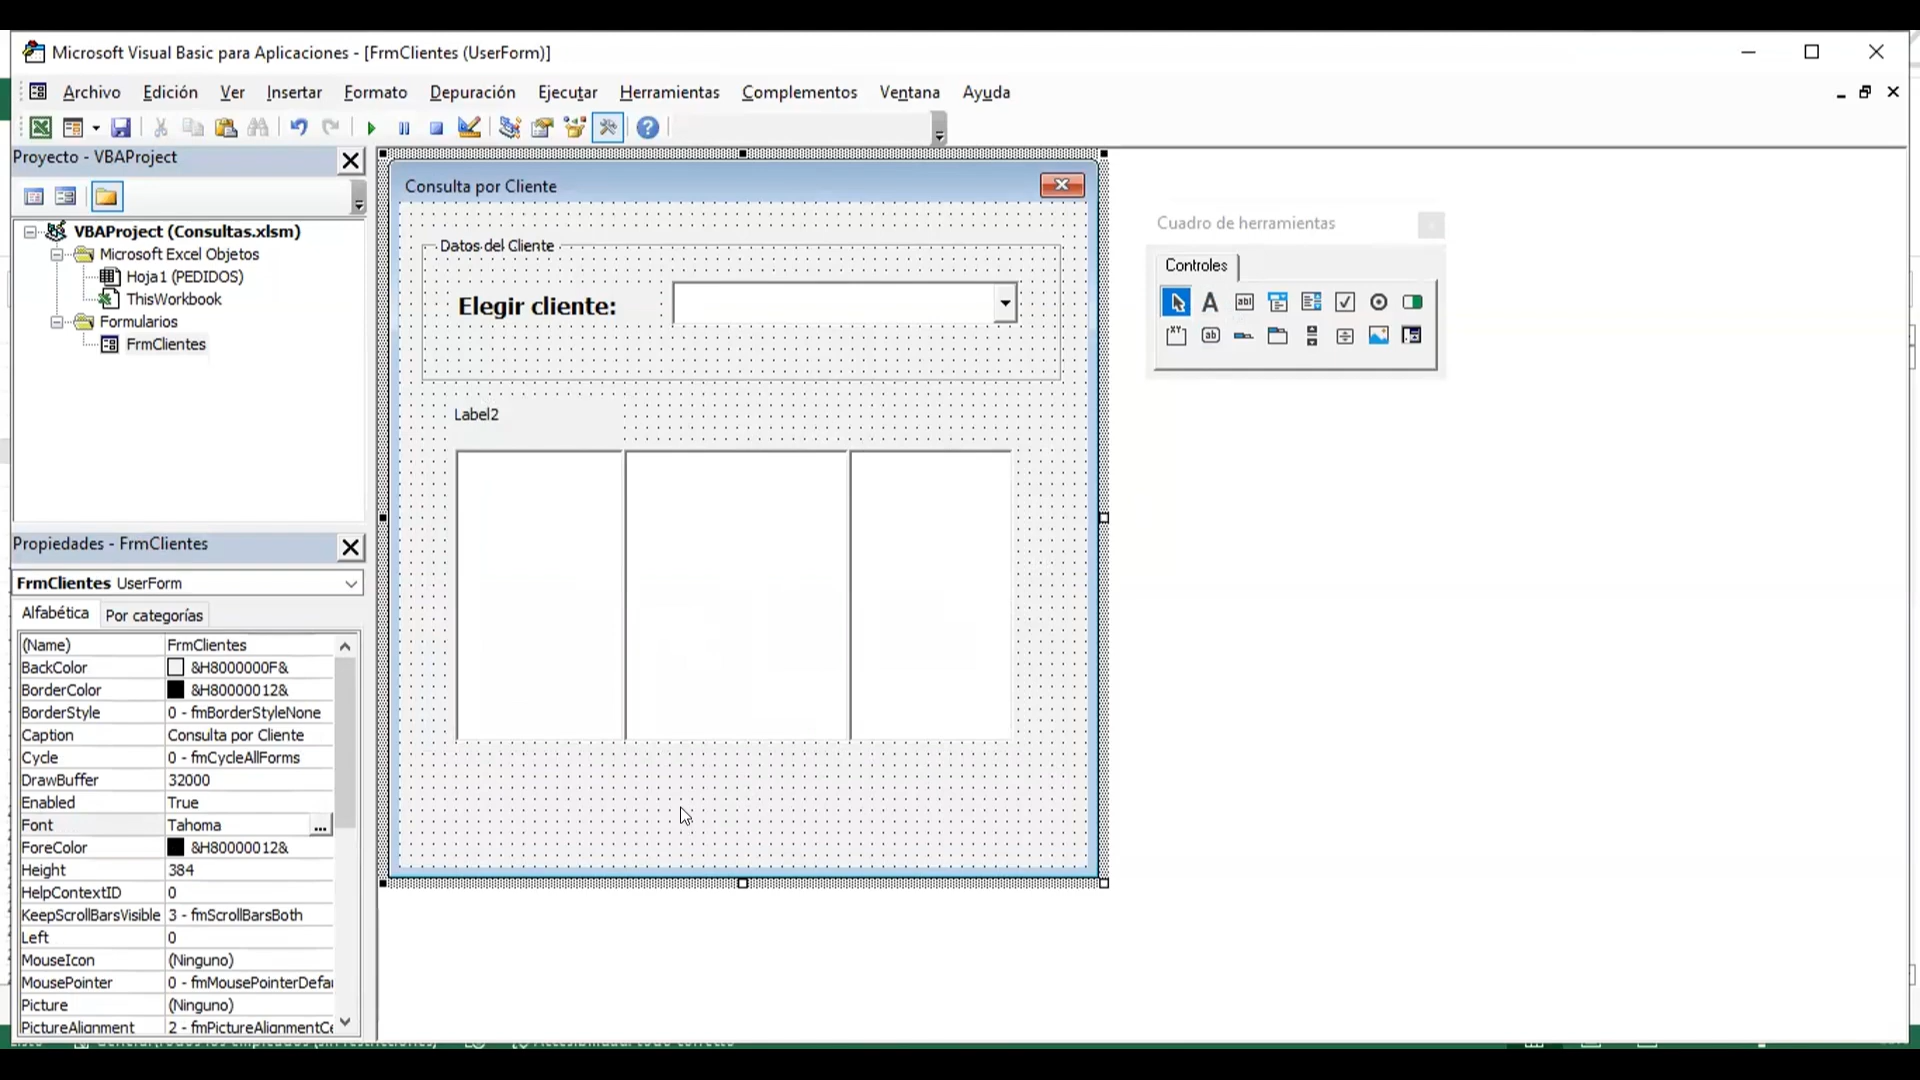 Microsoft Visual Basic para Aplicaciones - [FrmClientes (UserForm)]
Archivo Edición Ver Insertar Formato Depuración Ejecutar Herramientas Complementos Ventana Ayuda
Proyecto - VBAProject
VBAProject (Consultas.xlsm)
Microsoft Excel Objetos
Hoja1 (PEDIDOS)
ThisWorkbook
Formularios
FrmClientes
Propiedades - FrmClientes
FrmClientes UserForm
Alfabética Por categorías
(Name) FrmClientes
BackColor &H8000000F&
BorderColor &H80000012&
BorderStyle 0 - fmBorderStyleNone
Caption Consulta por Cliente
Cycle 0 - fmCycleAllForms
DrawBuffer 32000
Enabled True
Font Tahoma ...
ForeColor &H80000012&
Height 384
HelpContextID 0
KeepScrollBarsVisible 3 - fmScrollBarsBoth
Left 0
MouseIcon (Ninguno)
MousePointer 0 - fmMousePointerDefau
Picture (Ninguno)
PictureAlignment 2 - fmPictureAlignmentCe
Consulta por Cliente
Datos del Cliente
Elegir cliente:
Label2
Cuadro de herramientas
Controles